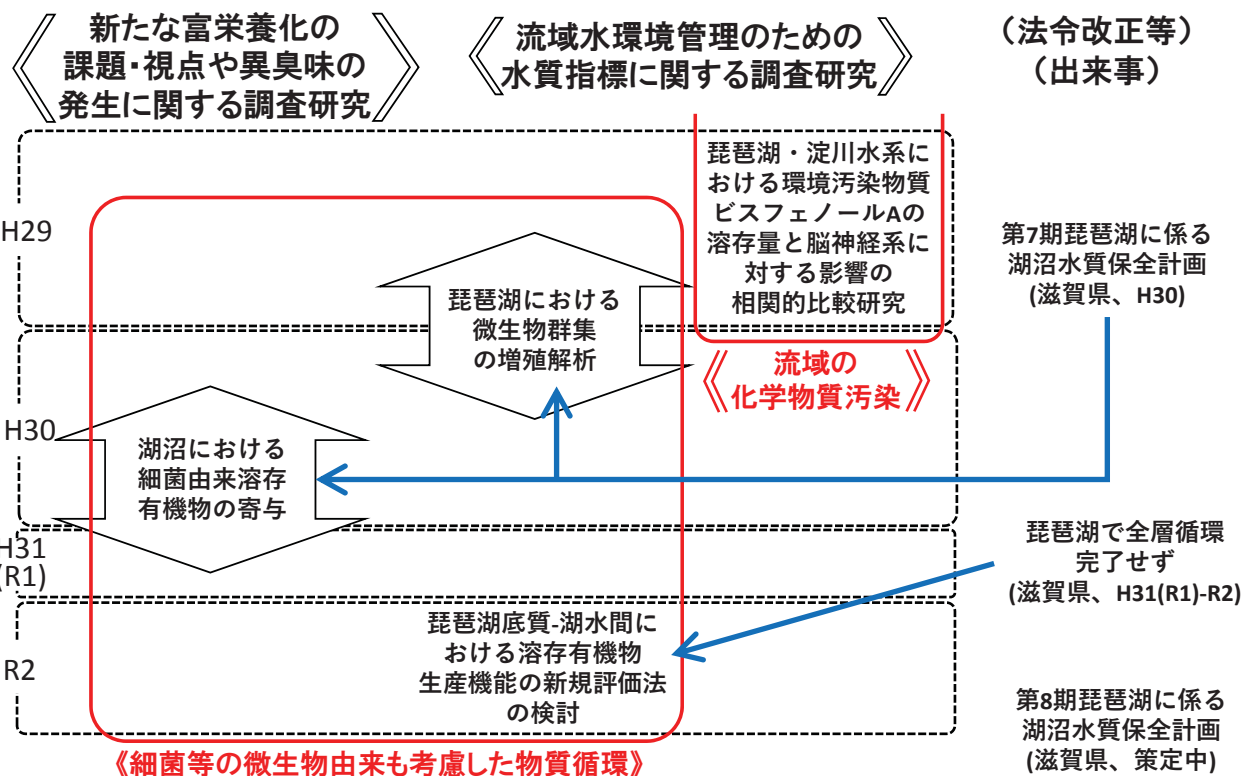 《新たな富栄養化の
課題・視点や異臭味の
発生に関する調査研究》
《流域水環境管理のための
水質指標に関する調査研究》
（法令改正等）
（出来事）
H29
琵琶湖・淀川水系に
おける環境汚染物質
ビスフェノールAの
溶存量と脳神経系に
対する影響の
相関的比較研究
琵琶湖における
微生物群集
の増殖解析
第7期琵琶湖に係る
湖沼水質保全計画
(滋賀県、H30)
《流域の
化学物質汚染》
H30
湖沼における
細菌由来溶存
有機物の寄与
H31
(R1)
琵琶湖で全層循環
完了せず
(滋賀県、H31(R1)-R2)
R2
琵琶湖底質-湖水間に
おける溶存有機物
生産機能の新規評価法
の検討
第8期琵琶湖に係る
湖沼水質保全計画
(滋賀県、策定中)
《細菌等の微生物由来も考慮した物質循環》